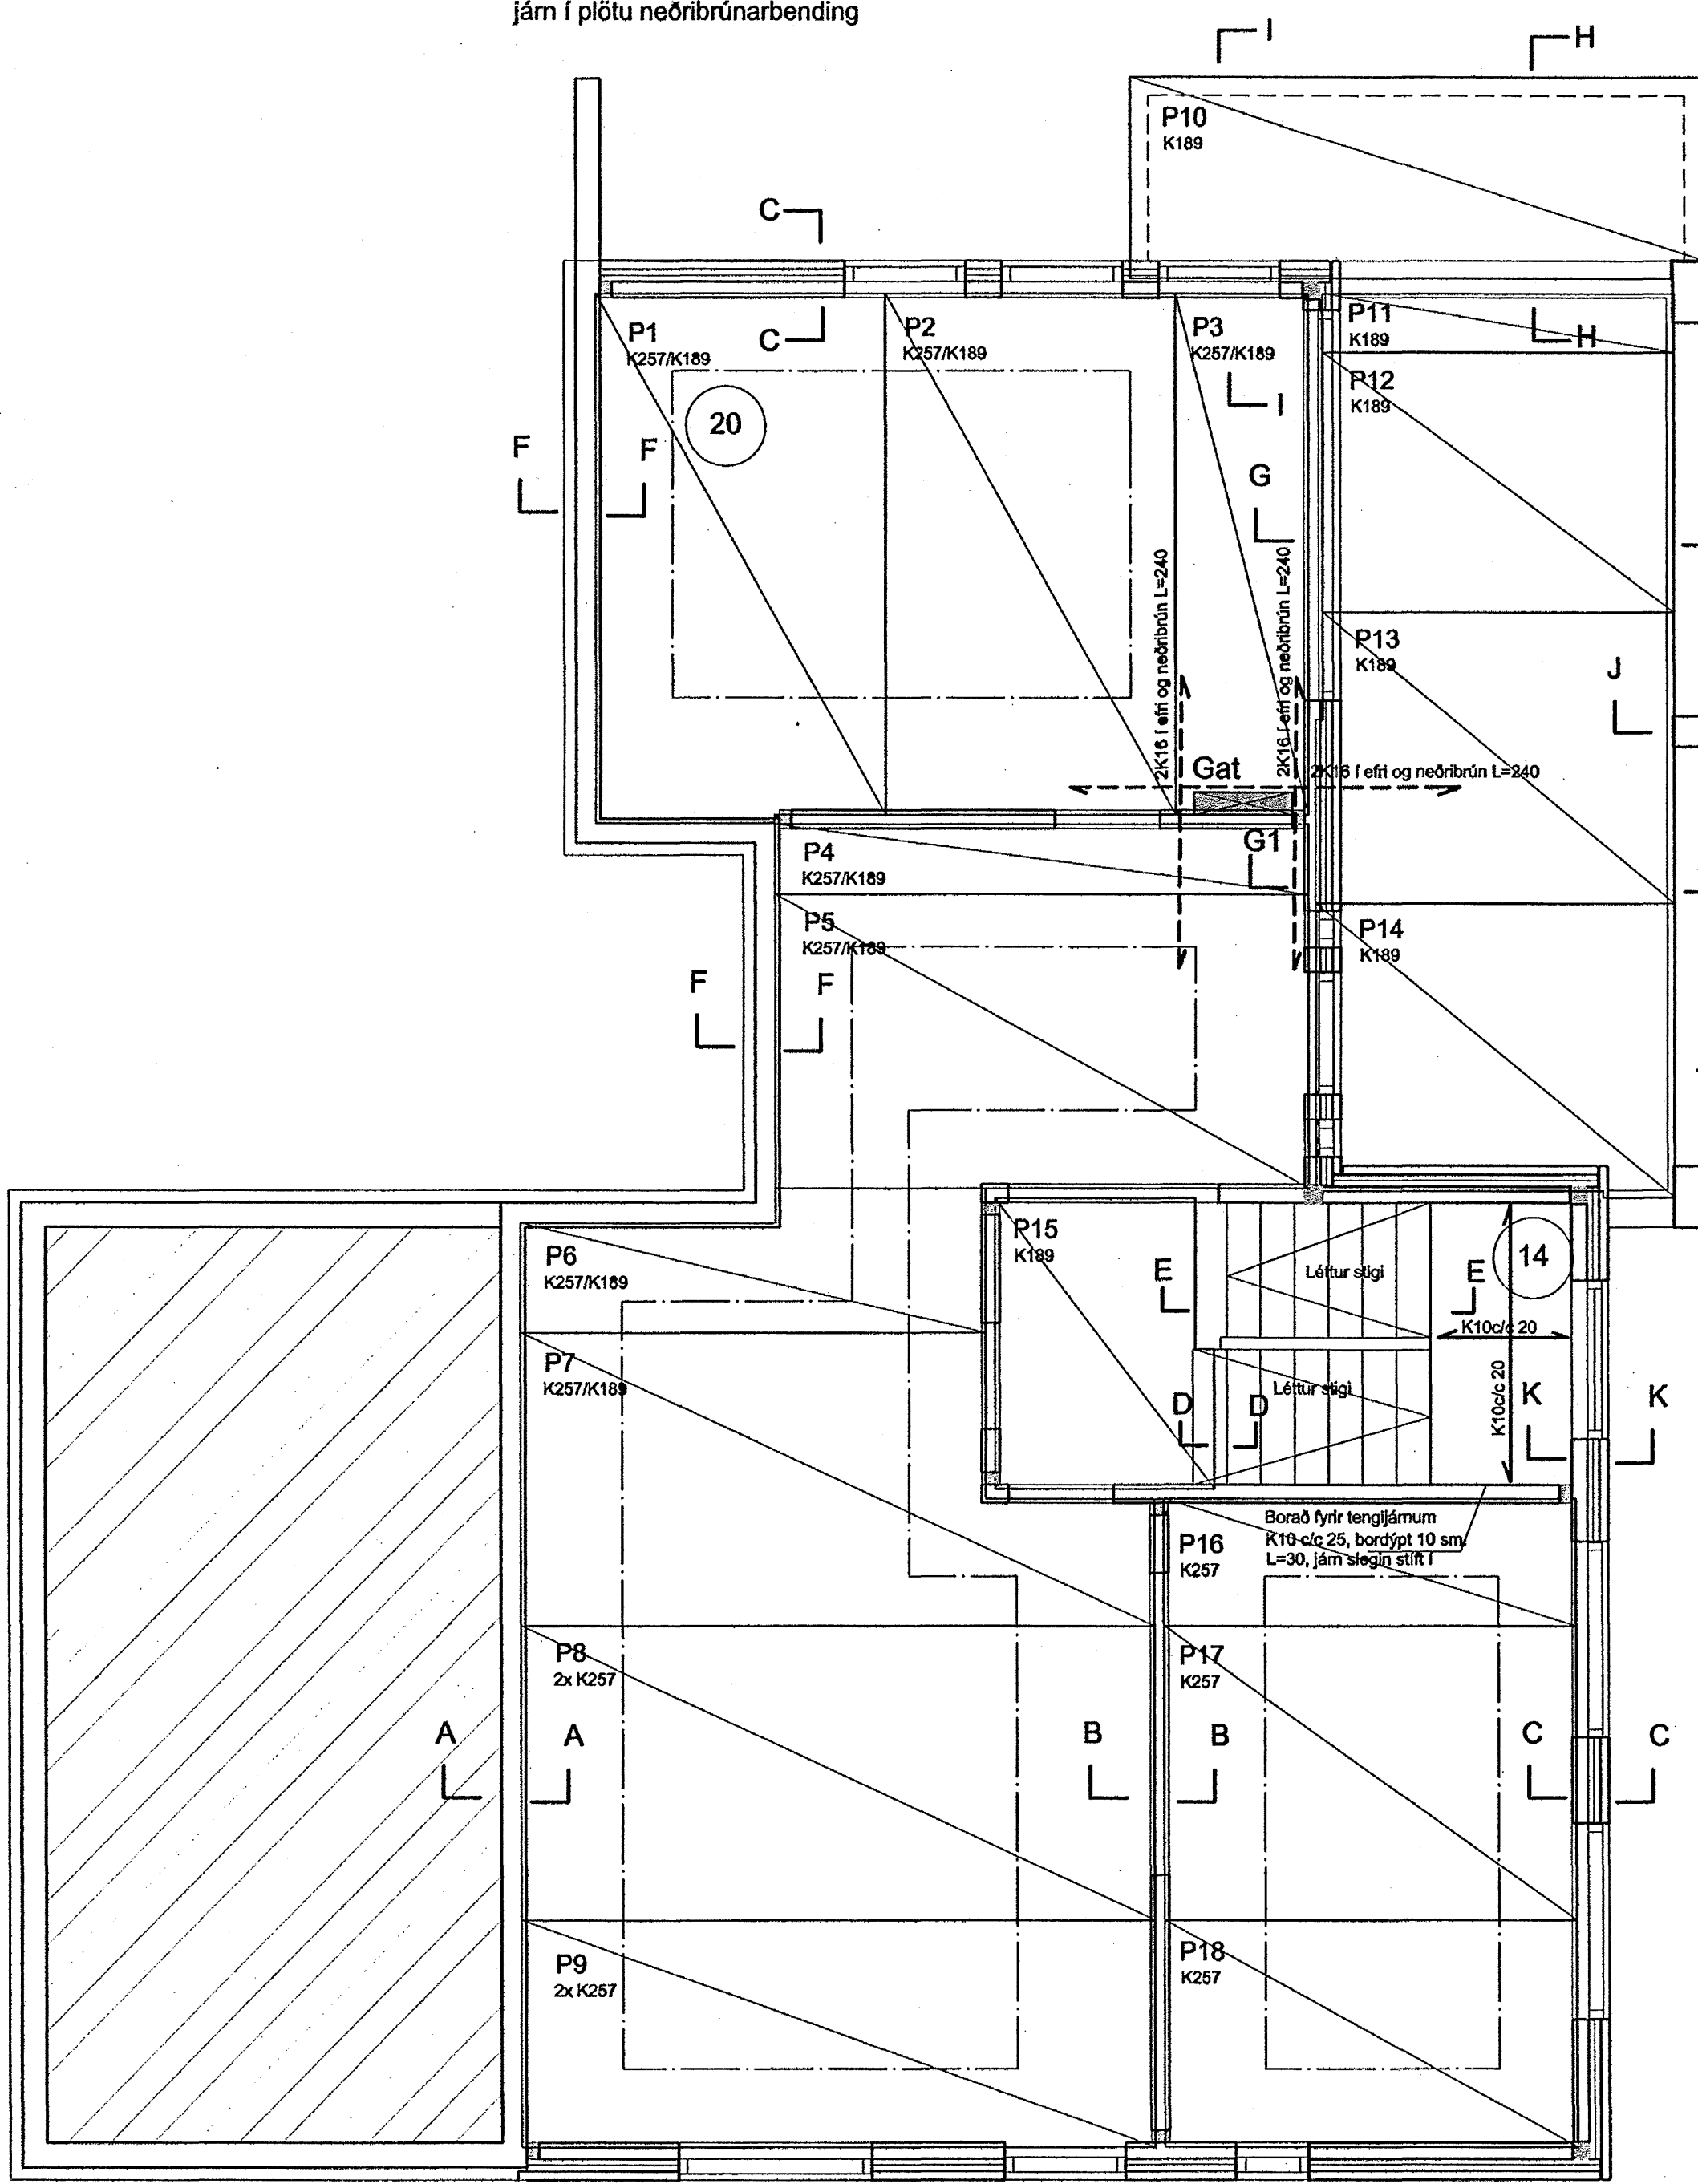 járn í plötu neðribrúnarbending
I
H
P10
K189
C
C
P1
K257/K189
P2
K257/K189
P3
K257/K189
P11
K189
H
P12
K189
I
20
F
F
G
2K16 í efri og neðribrún L=240
2K16 í efri og neðribrún L=240
P13
K189
J
Gat
2K16 í efri og neðribrún L=240
G1
P4
K257/K189
P5
K257/K189
P14
K189
F
F
P15
K189
P6
K257/K189
E
Léttur stigi
E
14
K10c/c 20
P7
K257/K189
Léttur stigi
D
D
K10c/c 20
K
K
Borað fyrir tengijárnum
K10 c/c 25, bordýpt 10 sm.
L=30, járn slegin stíft í
P16
K257
P8
2x K257
P17
K257
A
A
B
B
C
C
P9
2x K257
P18
K257